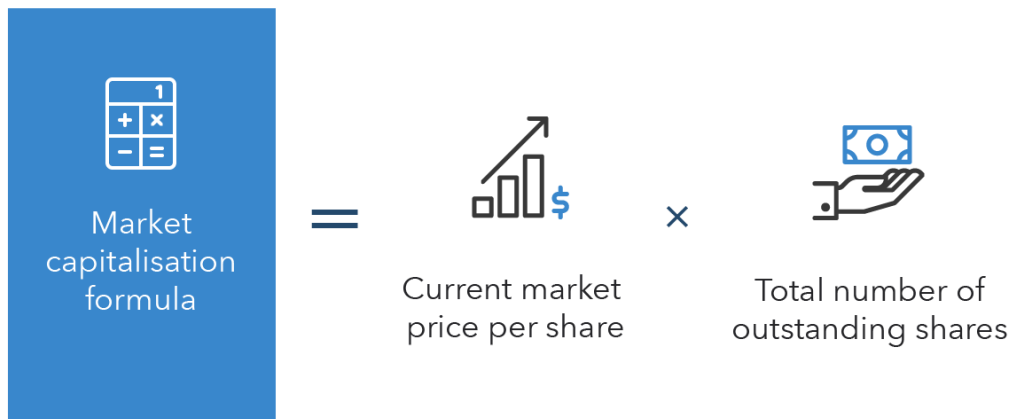 1
+ ×
− =
Market
capitalisation
formula
=
$
Current market
price per share
×
Total number of
outstanding shares